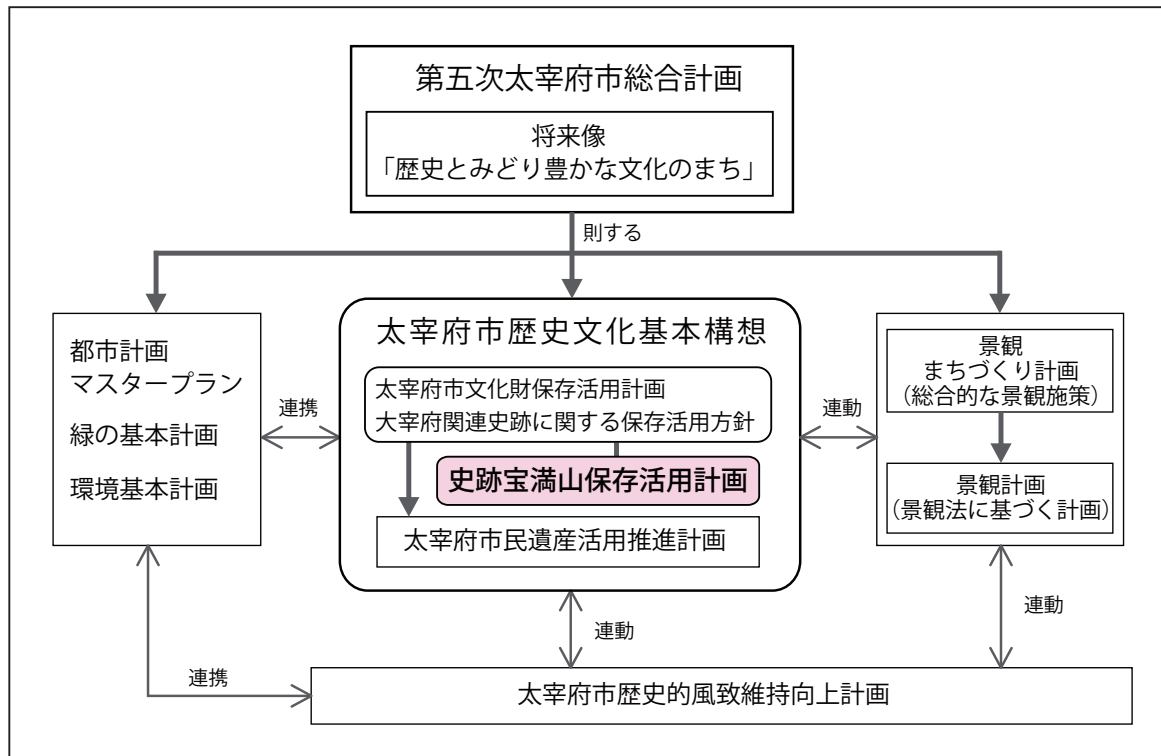 第五次太宰府市総合計画
将来像
「歴史とみどり豊かな文化のまち」
則する
都市計画
マスタープラン
緑の基本計画
環境基本計画
連携
太宰府市歴史文化基本構想
太宰府市文化財保存活用計画
大宰府関連史跡に関する保存活用方針
史跡宝満山保存活用計画
太宰府市民遺産活用推進計画
連動
景観
まちづくり計画
(総合的な景観施策)
景観計画
(景観法に基づく計画)
連携
連動
連動
太宰府市歴史的風致維持向上計画